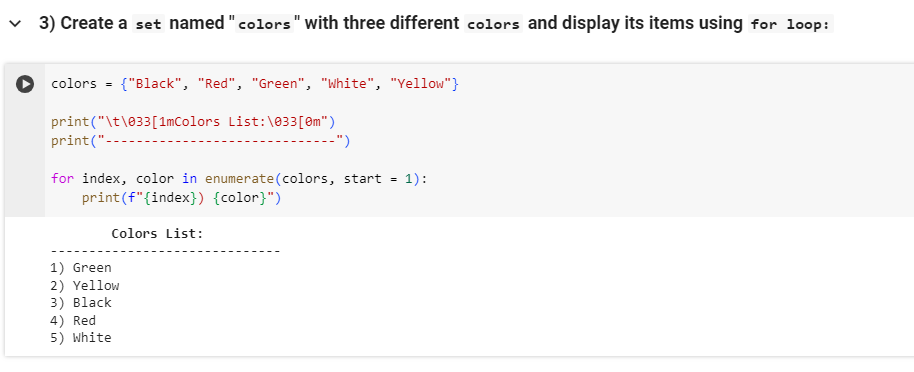 3) Create a set named "colors" with three different colors and display its items using for loop:
colors = {"Black", "Red", "Green", "White", "Yellow"}
print("\t\033[1mColors List:\033[0m")
print("------------------------------")
for index, color in enumerate(colors, start = 1):
    print(f"{index}) {color}")
Colors List:
------------------------------
1) Green
2) Yellow
3) Black
4) Red
5) White